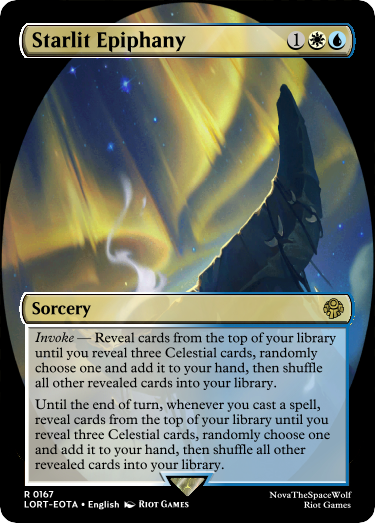 Starlit Epiphany 1
Sorcery
Invoke — Reveal cards from the top of your library
until you reveal three Celestial cards, randomly
choose one and add it to your hand, then shuffle
all other revealed cards into your library.
Until the end of turn, whenever you cast a spell,
reveal cards from the top of your library until you
reveal three Celestial cards, randomly choose one
and add it to your hand, then shuffle all other
revealed cards into your library.
R 0167
LORT-EOTA • English RIOT GAMES
NovaTheSpaceWolf
Riot Games